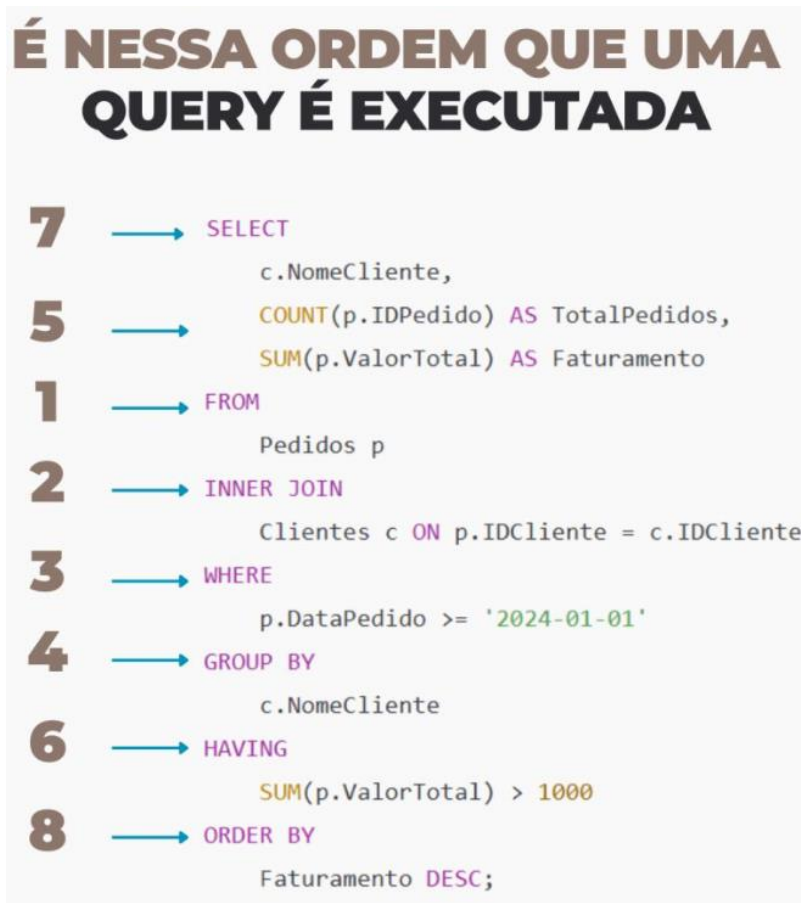 É NESSA ORDEM QUE UMA
QUERY É EXECUTADA
7 SELECT
c.NomeCliente,
5 COUNT(p.IDPedido) AS TotalPedidos,
SUM(p.ValorTotal) AS Faturamento
1 FROM
Pedidos p
2 INNER JOIN
Clientes c ON p.IDCliente = c.IDCliente
3 WHERE
p.DataPedido >= '2024-01-01'
4 GROUP BY
c.NomeCliente
6 HAVING
SUM(p.ValorTotal) > 1000
8 ORDER BY
Faturamento DESC;